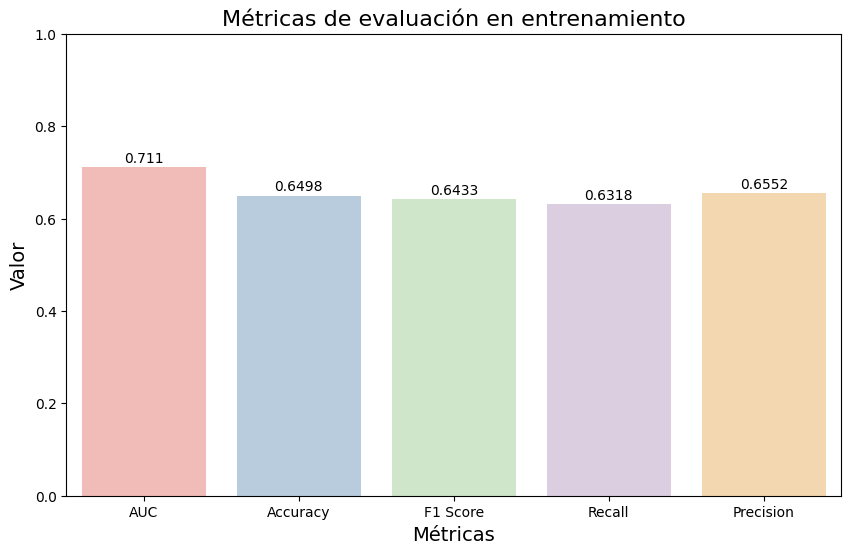 Métricas de evaluación en entrenamiento
1.0
0.8
0.6
0.4
0.2
0.0
Valor
0.711
0.6498
0.6433
0.6318
0.6552
AUC
Accuracy
F1 Score
Recall
Precision
Métricas